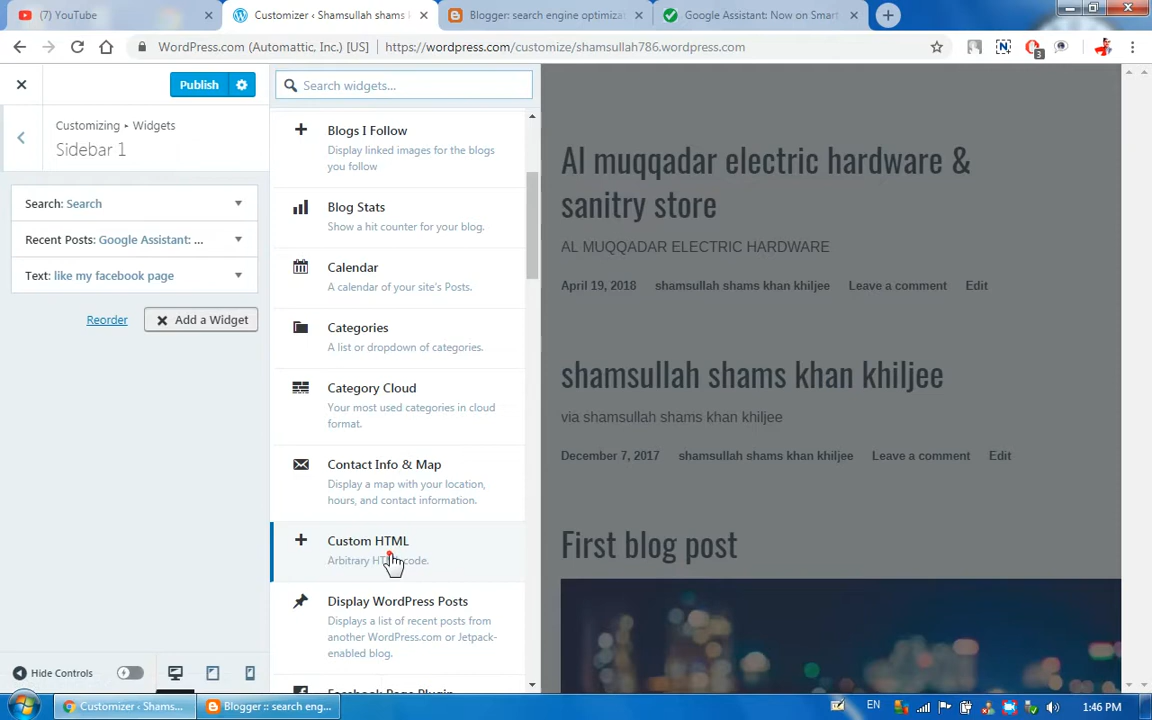 (7) YouTube
Customizer ‹ Shamsullah shams k
Blogger: search engine optimizat
Google Assistant: Now on Smart
WordPress.com (Automattic, Inc.) [US]
https://wordpress.com/customize/shamsullah786.wordpress.com
3
Publish
Search widgets...
Customizing ▸ Widgets
Sidebar 1
Search: Search
Recent Posts: Google Assistant: ...
Text: like my facebook page
Reorder
Add a Widget
Blogs I Follow
Display linked images for the blogs
you follow
Blog Stats
Show a hit counter for your blog.
Calendar
A calendar of your site's Posts.
Categories
A list or dropdown of categories.
Category Cloud
Your most used categories in cloud
format.
Contact Info & Map
Display a map with your location,
hours, and contact information.
Custom HTML
Arbitrary HTML code.
Display WordPress Posts
Displays a list of recent posts from
another WordPress.com or Jetpack-
enabled blog.
Facebook Page Plugin
Al muqqadar electric hardware &
sanitry store
AL MUQQADAR ELECTRIC HARDWARE
April 19, 2018 shamsullah shams khan khiljee Leave a comment Edit
shamsullah shams khan khiljee
via shamsullah shams khan khiljee
December 7, 2017 shamsullah shams khan khiljee Leave a comment Edit
First blog post
Hide Controls
Customizer ‹ Shams...
Blogger :: search eng...
EN
1:46 PM